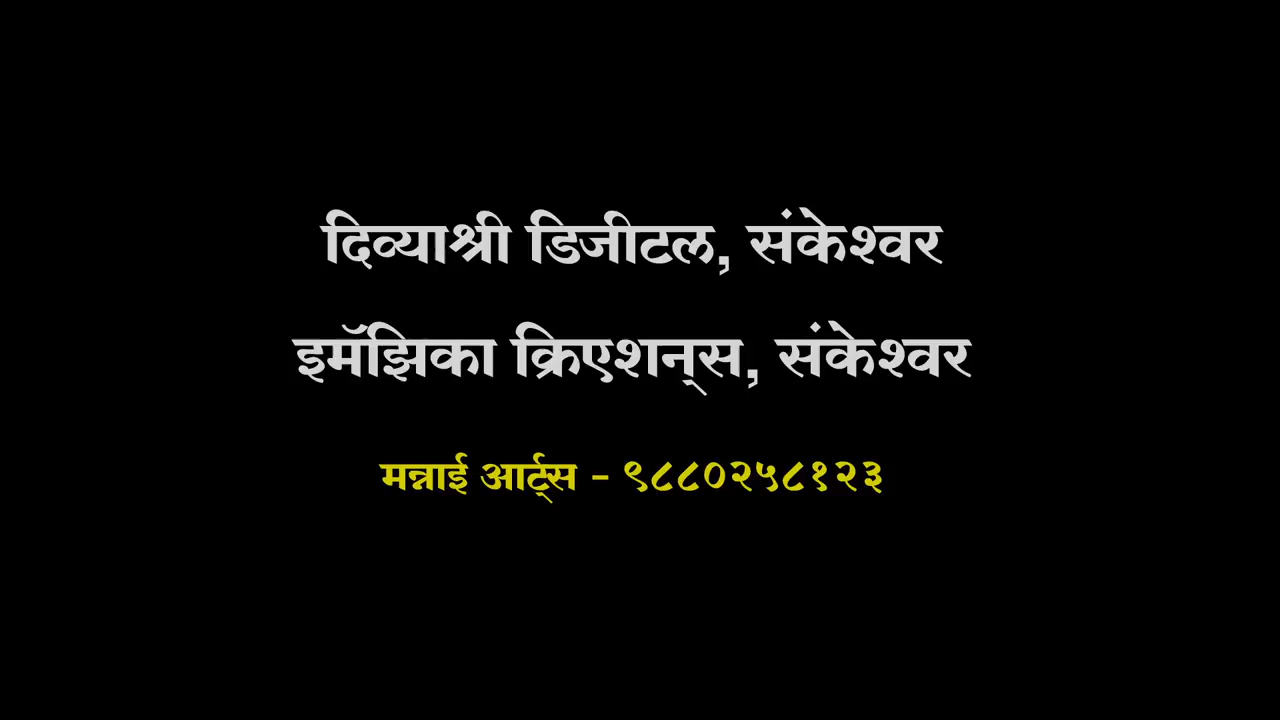 दिव्याश्री डिजीटल, संकेश्वर
इमॅझिका क्रिएशन्‌स, संकेश्वर
मन्नाई आर्ट्‌स - ९८८०२५८१२३